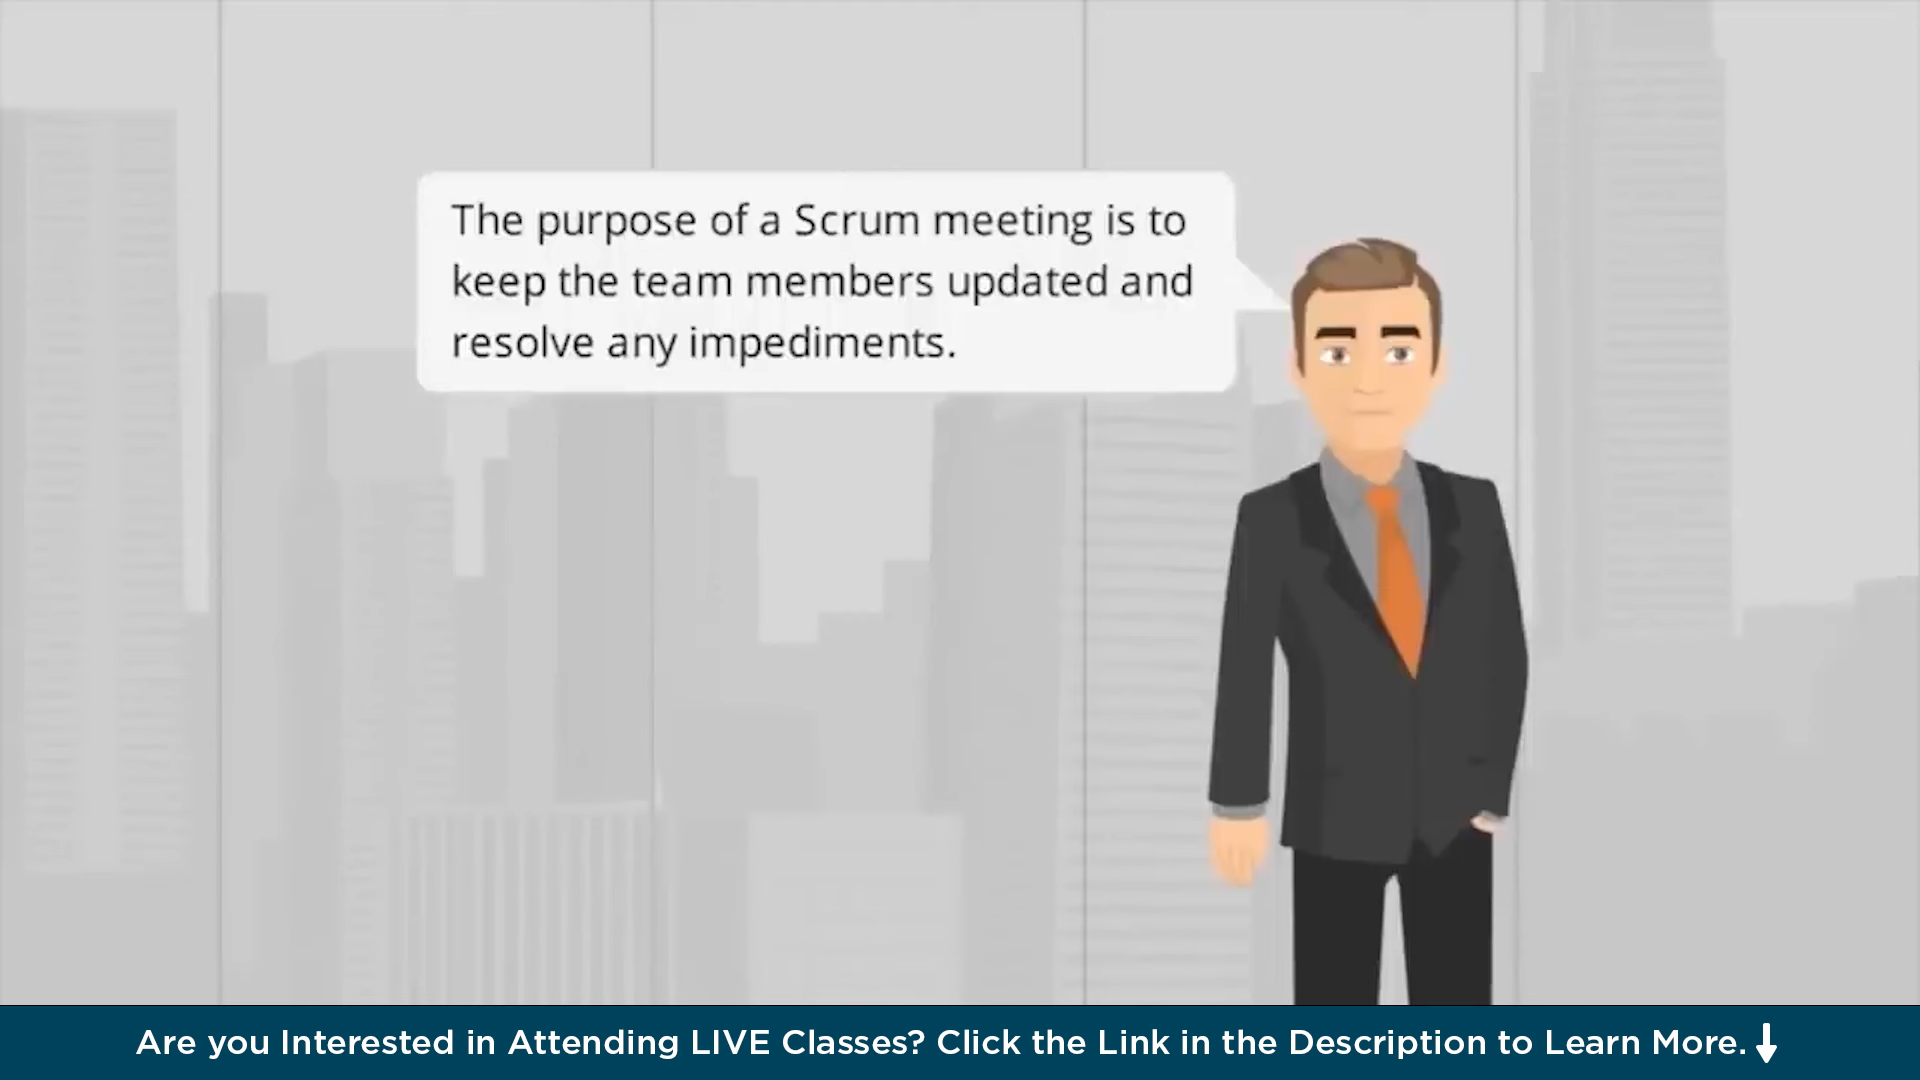 The purpose of a Scrum meeting is to
keep the team members updated and
resolve any impediments.
Are you Interested in Attending LIVE Classes? Click the Link in the Description to Learn More.